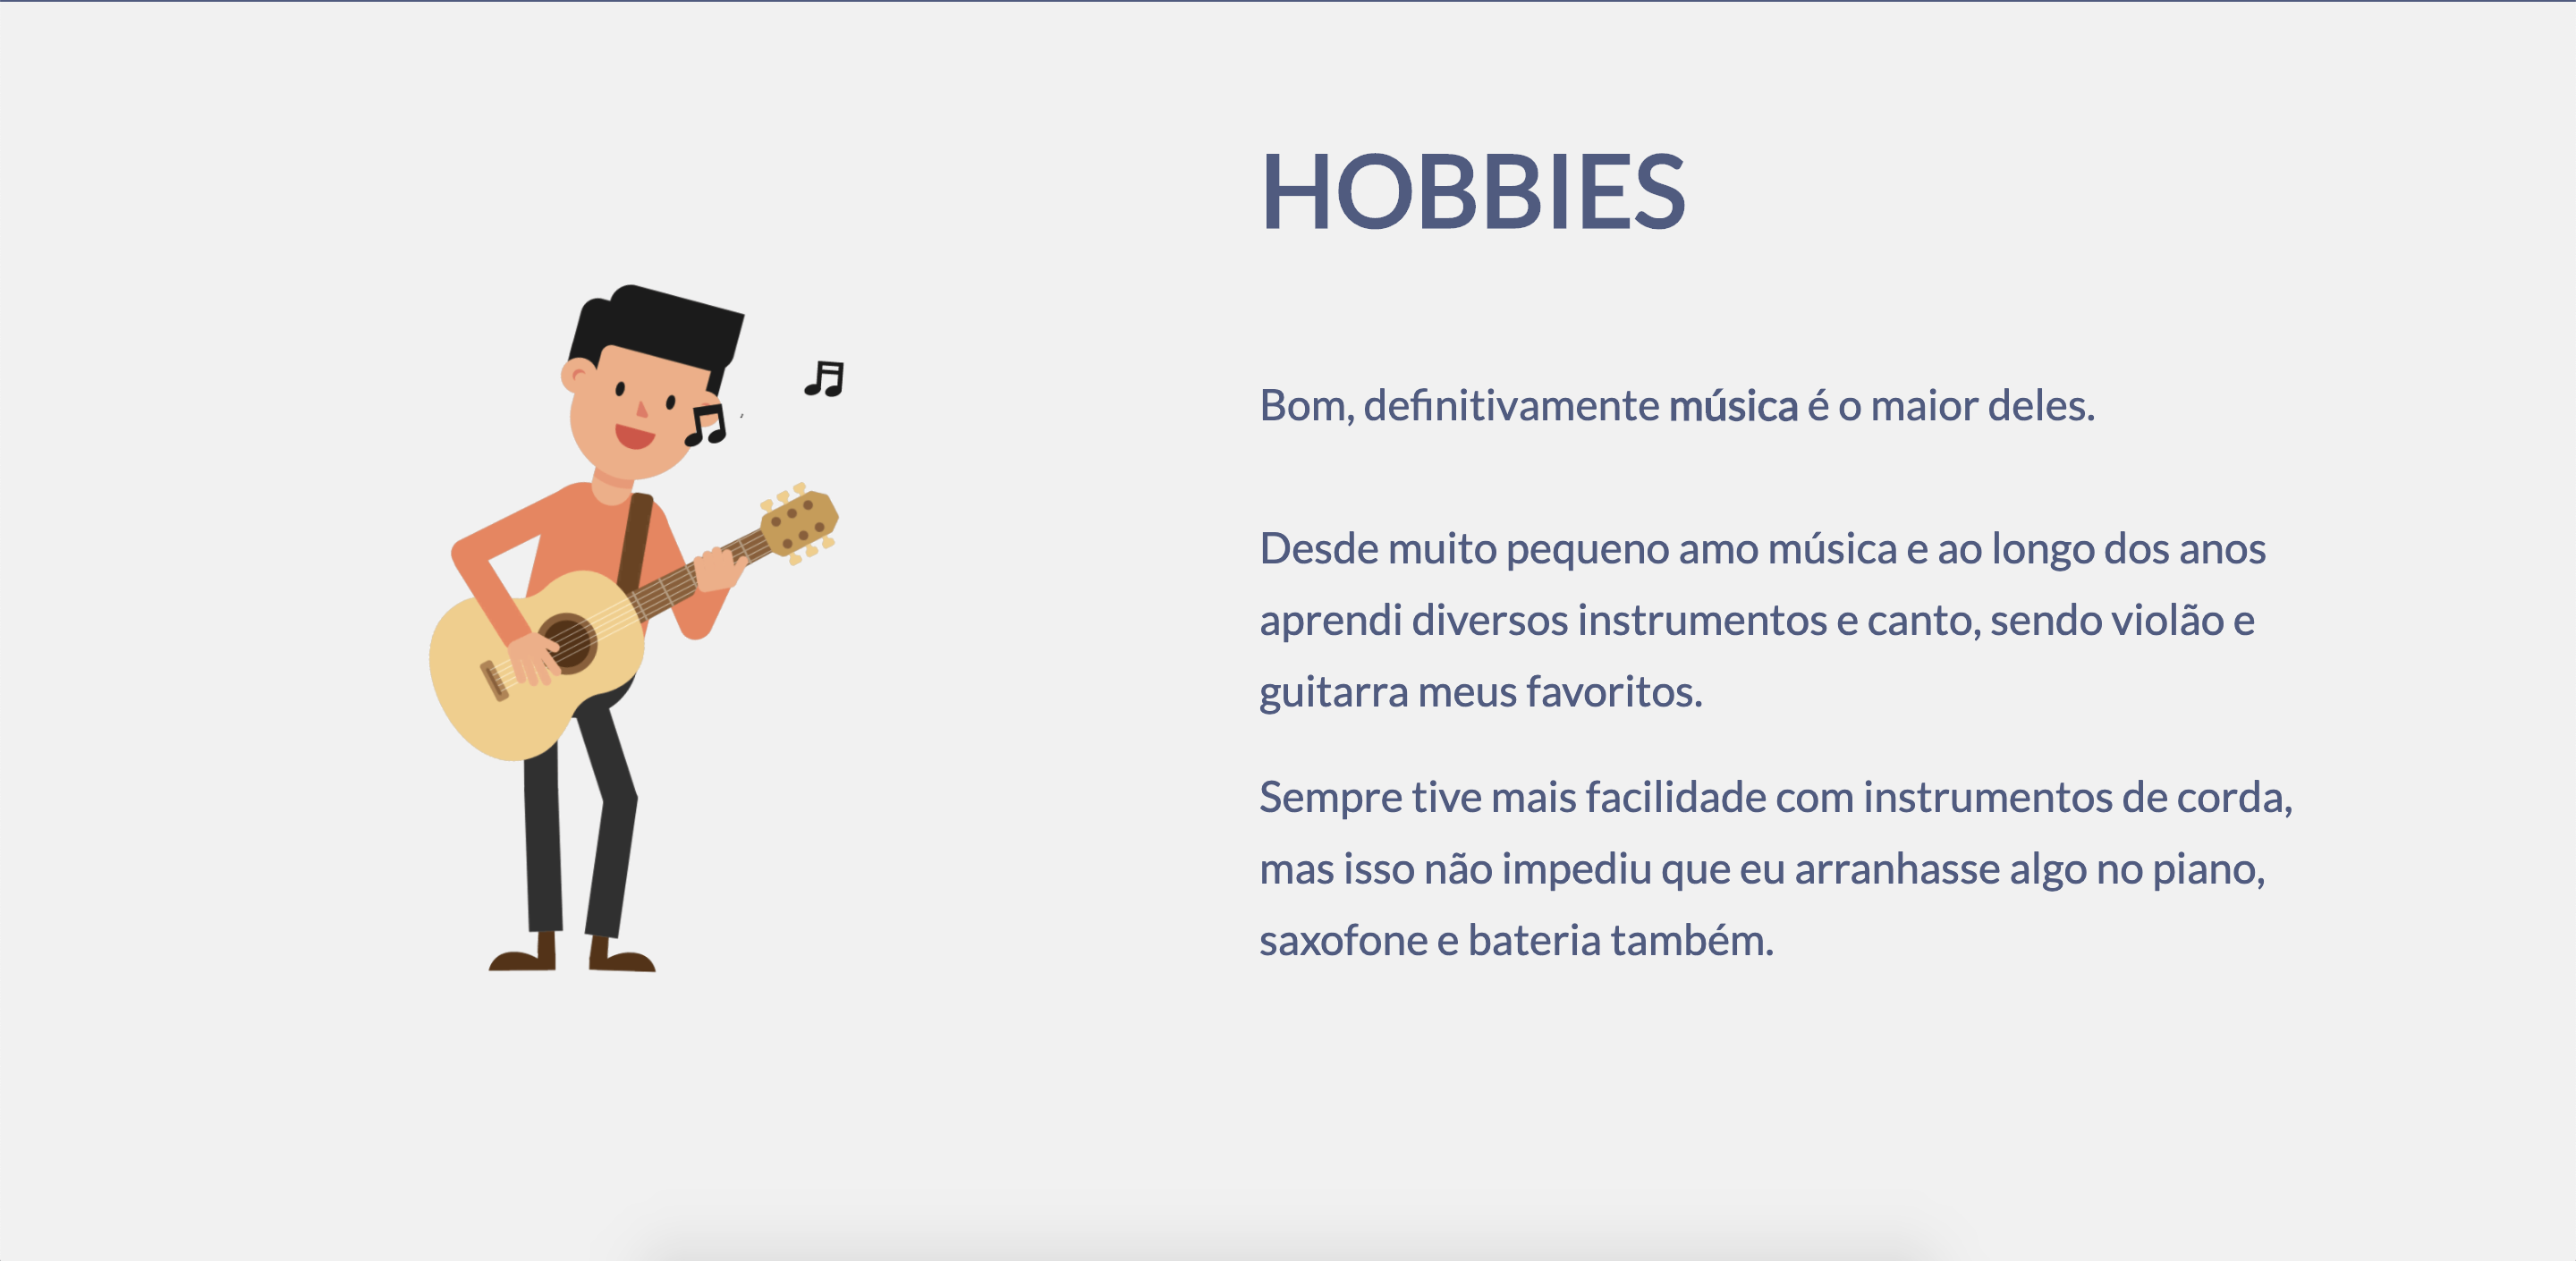 HOBBIES
Bom, definitivamente música é o maior deles.
Desde muito pequeno amo música e ao longo dos anos
aprendi diversos instrumentos e canto, sendo violão e
guitarra meus favoritos.
Sempre tive mais facilidade com instrumentos de corda,
mas isso não impediu que eu arranhasse algo no piano,
saxofone e bateria também.